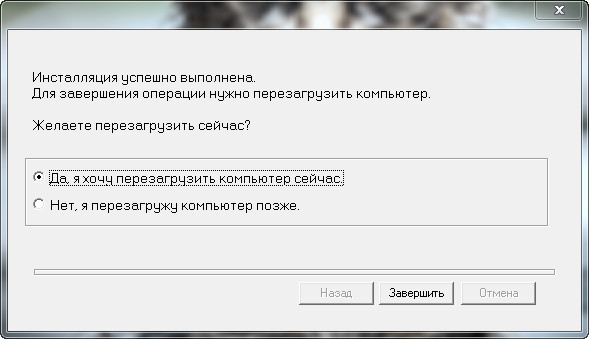 Инсталляция успешно выполнена.
Для завершения операции нужно перезагрузить компьютер.
Желаете перезагрузить сейчас?
Да, я хочу перезагрузить компьютер сейчас.
Нет, я перезагружу компьютер позже.
Назад Завершить Отмена